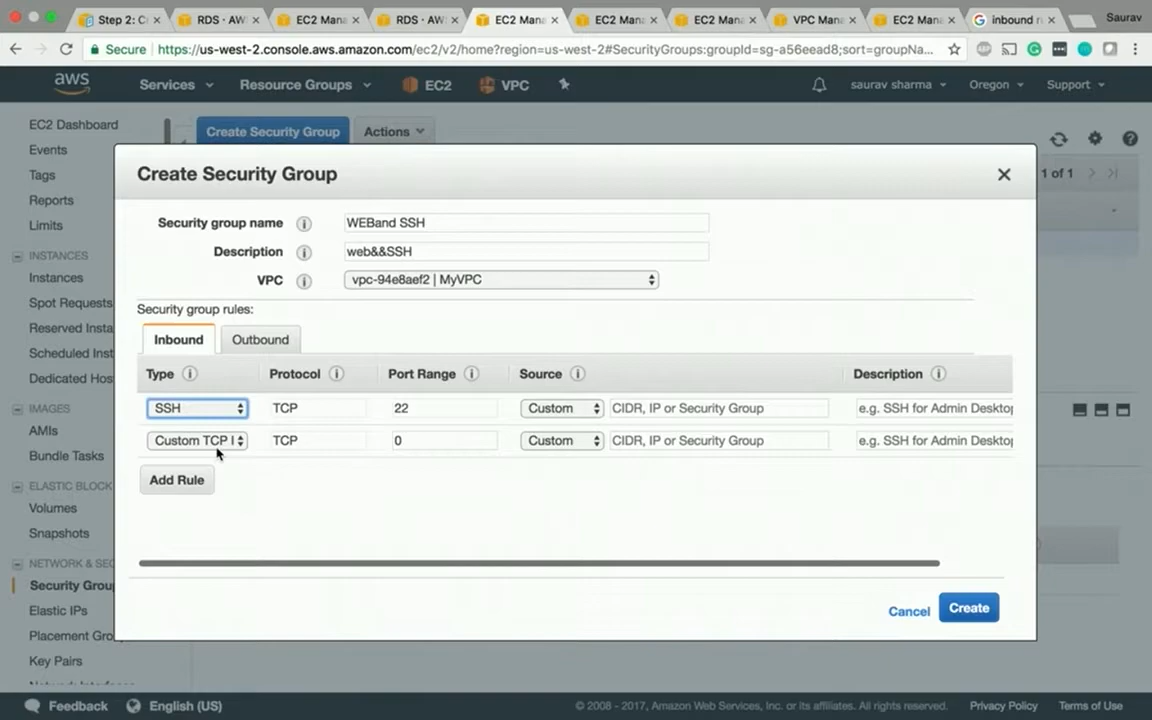 Step 2: C
RDS · AW
EC2 Mana
RDS · AW
EC2 Mana
EC2 Mana
EC2 Mana
VPC Mana
EC2 Mana
inbound r
Saurav
Secure https://us-west-2.console.aws.amazon.com/ec2/v2/home?region=us-west-2#SecurityGroups:groupId=sg-a56eead8;sort=groupNa...
aws Services Resource Groups EC2 VPC saurav sharma Oregon Support
EC2 Dashboard
Events
Tags
Reports
Limits
INSTANCES
Instances
Spot Requests
Reserved Insta
Scheduled Inst
Dedicated Hos
IMAGES
AMIs
Bundle Tasks
ELASTIC BLOCK
Volumes
Snapshots
NETWORK & SEC
Security Group
Elastic IPs
Placement Gro
Key Pairs
Create Security Group Actions
1 of 1
Create Security Group
Security group name WEBand SSH
Description web&&SSH
VPC vpc-94e8aef2 | MyVPC
Security group rules:
Inbound Outbound
Type Protocol Port Range Source Description
SSH TCP 22 Custom CIDR, IP or Security Group e.g. SSH for Admin Desktop
Custom TCP TCP 0 Custom CIDR, IP or Security Group e.g. SSH for Admin Desktop
Add Rule
Cancel Create
Feedback English (US) © 2008 - 2017, Amazon Web Services, Inc. or its affiliates. All rights reserved. Privacy Policy Terms of Use